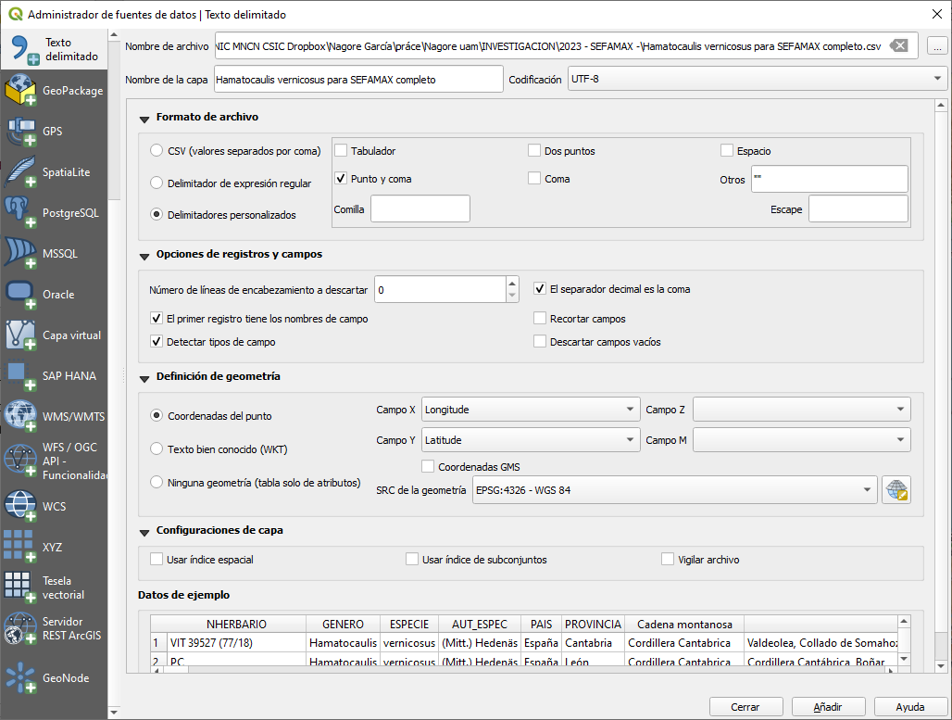 Administrador de fuentes de datos | Texto delimitado
Texto delimitado
GeoPackage
GPS
SpatiaLite
PostgreSQL
MSSQL
Oracle
Capa virtual
SAP HANA
WMS/WMTS
WFS / OGC
API -
Funcionalida
WCS
XYZ
Tesela
vectorial
Servidor
REST ArcGIS
GeoNode
Nombre de archivo NIC MNCN CSIC Dropbox\Nagore García\práce\Nagore uam\INVESTIGACION\2023 - SEFAMAX -\Hamatocaulis vernicosus para SEFAMAX completo.csv ...
Nombre de la capa Hamatocaulis vernicosus para SEFAMAX completo Codificación UTF-8
Formato de archivo
CSV (valores separados por coma) Tabulador Dos puntos Espacio
Delimitador de expresión regular Punto y coma Coma Otros ""
Delimitadores personalizados Comilla Escape
Opciones de registros y campos
Número de líneas de encabezamiento a descartar 0 El separador decimal es la coma
El primer registro tiene los nombres de campo Recortar campos
Detectar tipos de campo Descartar campos vacíos
Definición de geometría
Coordenadas del punto Campo X Longitude Campo Z
Texto bien conocido (WKT) Campo Y Latitude Campo M
Coordenadas GMS
Ninguna geometría (tabla solo de atributos) SRC de la geometría EPSG:4326 - WGS 84
Configuraciones de capa
Usar índice espacial Usar índice de subconjuntos Vigilar archivo
Datos de ejemplo
NHERBARIO GENERO ESPECIE AUT_ESPEC PAIS PROVINCIA Cadena montanosa
1 VIT 39527 (77/18) Hamatocaulis vernicosus (Mitt.) Hedenäs España Cantabria Cordillera Cantabrica Valdeolea, Collado de Somahoz
2 PC Hamatocaulis vernicosus (Mitt.) Hedenäs España León Cordillera Cantabrica Cordillera Cantábrica, Boñar
Cerrar Añadir Ayuda